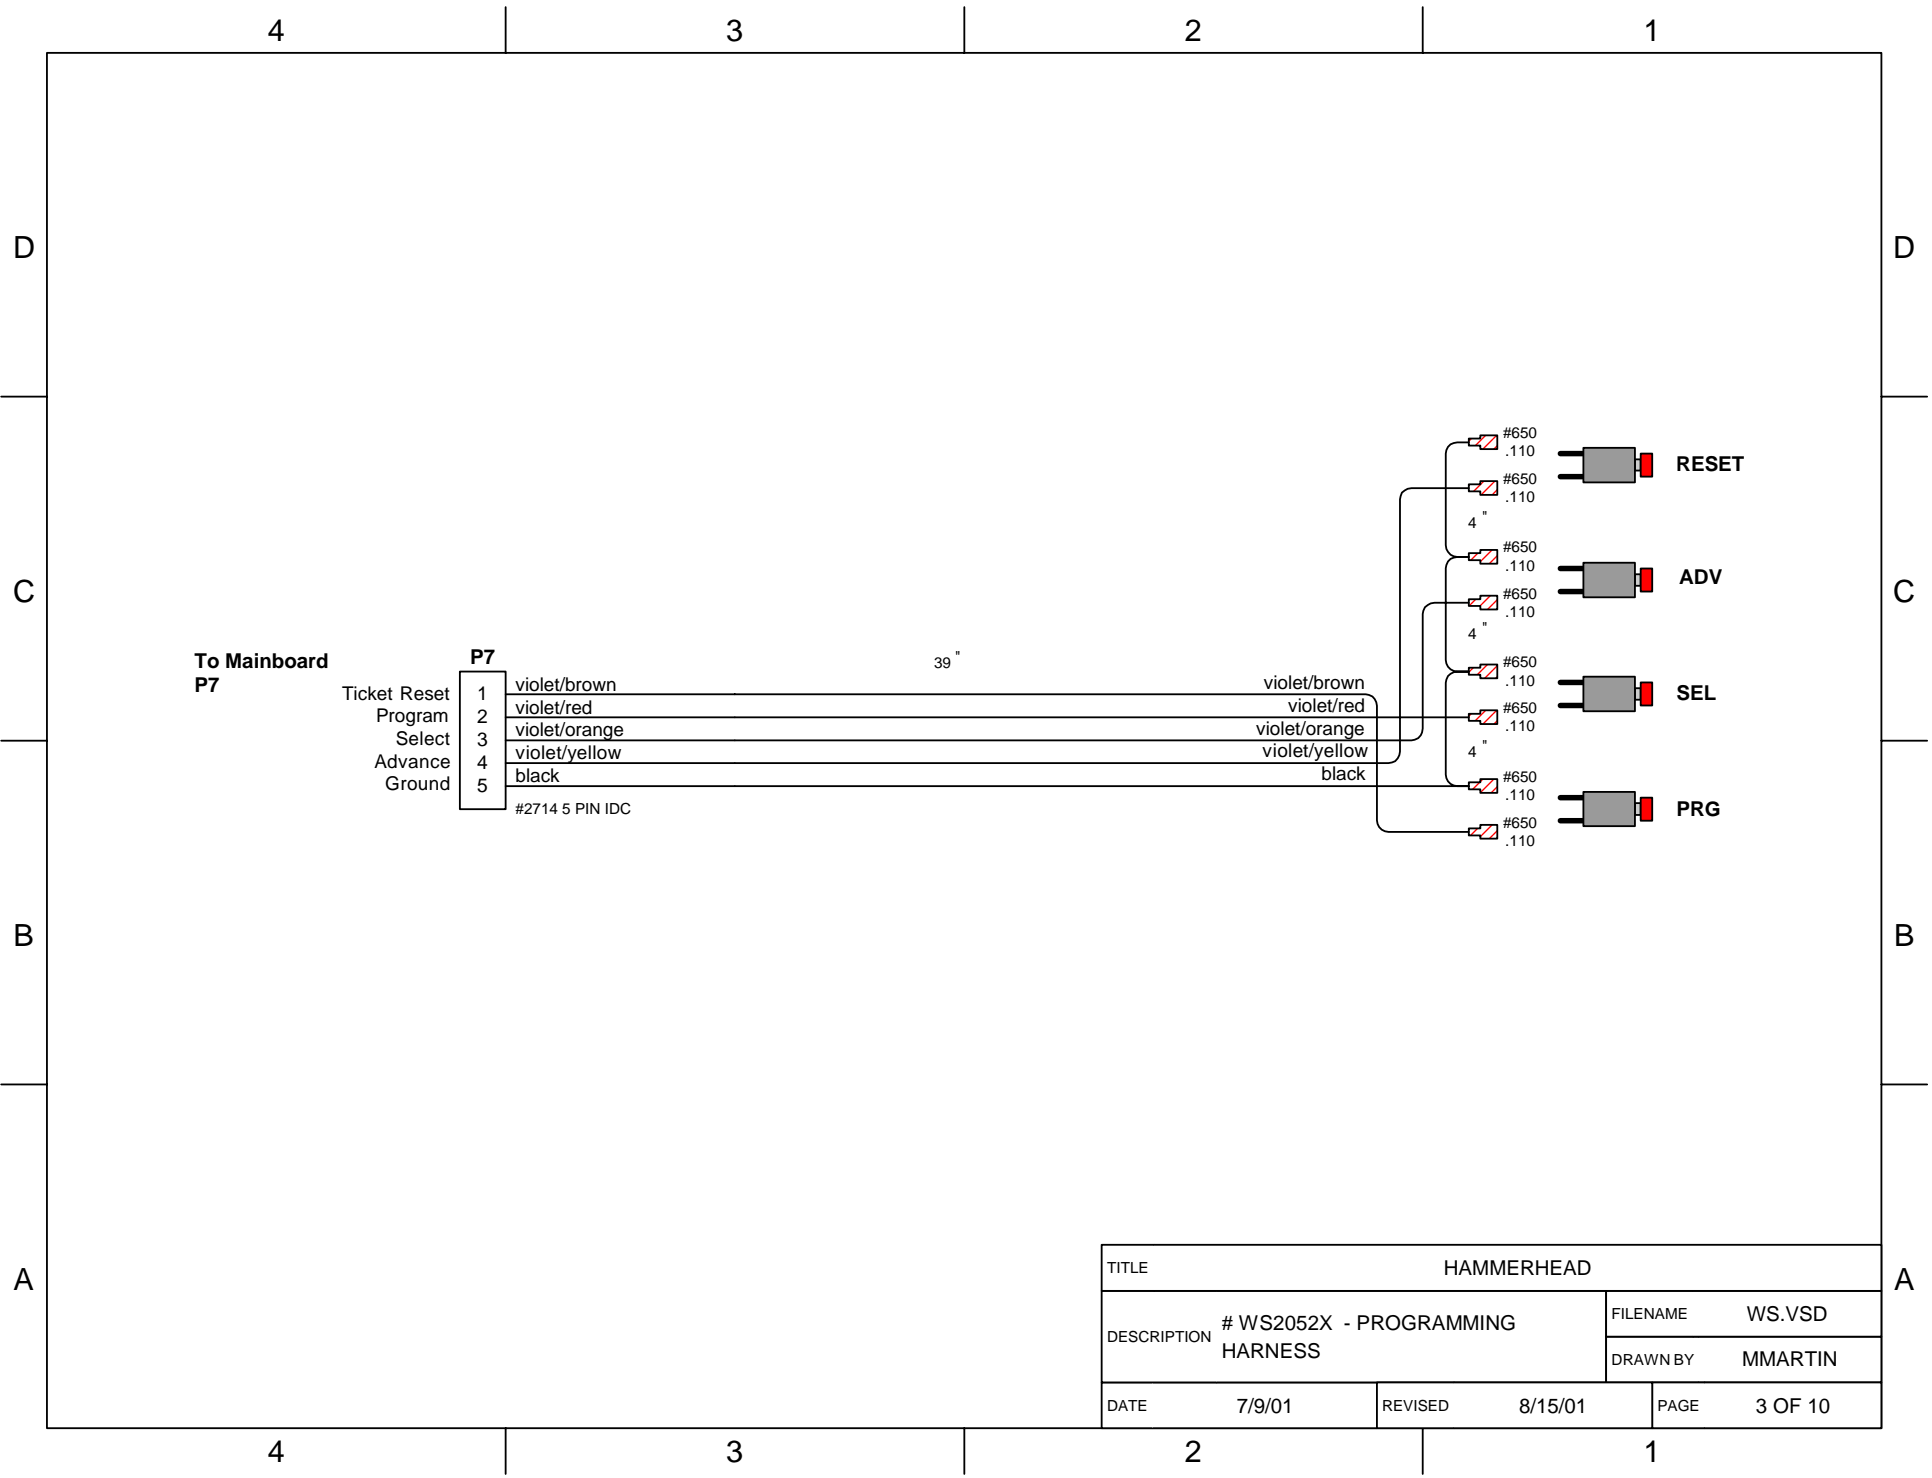 4 3 2 1
D D
#650
.110
RESET
#650
.110
4 "
#650
.110
ADV
C C
#650
.110
4 "
To Mainboard
P7
P7
39 "
#650
.110
SEL
Ticket Reset 1 violet/brown violet/brown
Program 2 violet/red violet/red
#650
.110
Select 3 violet/orange violet/orange
Advance 4 violet/yellow violet/yellow
4 "
Ground 5 black black
#650
.110
#2714 5 PIN IDC
PRG
#650
.110
B B
A A
TITLE HAMMERHEAD
DESCRIPTION # WS2052X - PROGRAMMING
HARNESS
FILENAME WS.VSD
DRAWN BY MMARTIN
DATE 7/9/01 REVISED 8/15/01 PAGE 3 OF 10
4 3 2 1